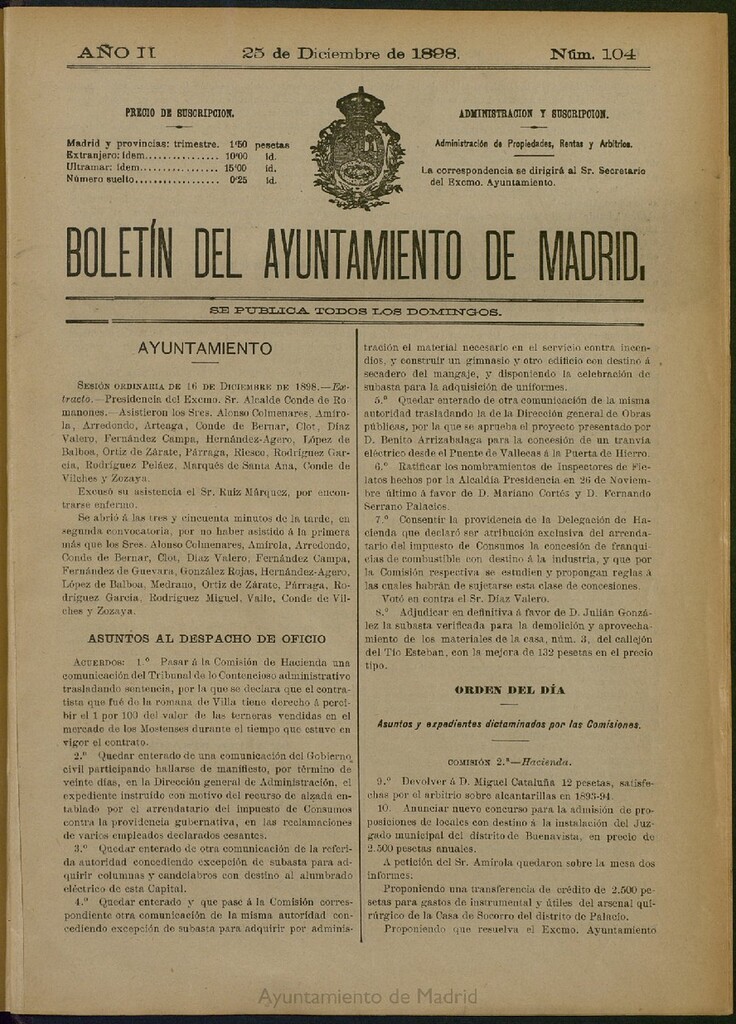 AÑO II 25 de Diciembre de 1898. Núm. 104
PRECIO DE SUSCRIPCION.
Madrid y provincias: trimestre. 1'50 pesetas
Extranjero: ídem................ 10'00 id.
Ultramar: ídem................. 15'00 id.
Número suelto................. 0'25 id.
ADMINISTRACION Y SUSCRIPCION.
Administración de Propiedades, Rentas y Arbitrios.
La correspondencia se dirigirá al Sr. Secretario
del Excmo. Ayuntamiento.
BOLETÍN DEL AYUNTAMIENTO DE MADRID.
SE PUBLICA TODOS LOS DOMINGOS.
AYUNTAMIENTO
SESIÓN ORDINARIA DE 16 DE DICIEMBRE DE 1898.—Ex-
tracto.—Presidencia del Excmo. Sr. Alcalde Conde de Ro-
manones.—Asistieron los Sres. Alonso Colmenares, Amíro-
la, Arredondo, Arteaga, Conde de Bernar, Clot, Díaz
Valero, Fernández Campa, Hernández-Agero, López de
Balboa, Ortiz de Zárate, Párraga, Riesco, Rodríguez Gar-
cía, Rodríguez Peláez, Marqués de Santa Ana, Conde de
Vilches y Zozaya.
Excusó su asistencia el Sr. Ruíz Márquez, por encon-
trarse enfermo.
Se abrió á las tres y cincuenta minutos de la tarde, en
segunda convocatoria, por no haber asistido á la primera
más que los Sres. Alonso Colmenares, Amírola, Arredondo,
Conde de Bernar, Clot, Díaz Valero, Fernández Campa,
Fernández de Guevara, González Rojas, Hernández-Agero,
López de Balboa, Medrano, Ortiz de Zárate, Párraga, Ro-
dríguez García, Rodríguez Miguel, Valle, Conde de Vil-
ches y Zozaya.
ASUNTOS AL DESPACHO DE OFICIO
ACUERDOS: 1.º Pasar á la Comisión de Hacienda una
comunicación del Tribunal de lo Contencioso administrativo
trasladando sentencia, por la que se declara que el contra-
tista que fué de la romana de Villa tiene derecho á perci-
bir el 1 por 100 del valor de las terneras vendidas en el
mercado de los Mostenses durante el tiempo que estuvo en
vigor el contrato.
2.º Quedar enterado de una comunicación del Gobierno
civil participando hallarse de manifiesto, por término de
veinte días, en la Dirección general de Administración, el
expediente instruído con motivo del recurso de alzada en-
tablado por el arrendatario del impuesto de Consumos
contra la providencia gubernativa, en las reclamaciones
de varios empleados declarados cesantes.
3.º Quedar enterado de otra comunicación de la refe-
rida autoridad concediendo excepción de subasta para ad-
quirir columnas y candelabros con destino al alumbrado
eléctrico de esta Capital.
4.º Quedar enterado y que pase á la Comisión corres-
pondiente otra comunicación de la misma autoridad con-
cediendo excepción de subasta para adquirir por adminis-
tración el material necesario en el servicio contra incen-
dios, y construir un gimnasio y otro edificio con destino á
secadero del mangaje, y disponiendo la celebración de
subasta para la adquisición de uniformes.
5.º Quedar enterado de otra comunicación de la misma
autoridad trasladando la de la Dirección general de Obras
públicas, por la que se aprueba el proyecto presentado por
D. Benito Arrizabalaga para la concesión de un tranvía
eléctrico desde el Puente de Vallecas á la Puerta de Hierro.
6.º Ratificar los nombramientos de Inspectores de Fie-
latos hechos por la Alcaldía Presidencia en 26 de Noviem-
bre último á favor de D. Mariano Cortés y D. Fernando
Serrano Palacios.
7.º Consentir la providencia de la Delegación de Ha-
cienda que declaró ser atribución exclusiva del arrenda-
tario del impuesto de Consumos la concesión de franqui-
cias de combustible con destino á la industria, y que por
la Comisión respectiva se estudien y propongan reglas á
las cuales habrán de sujetarse esta clase de concesiones.
Votó en contra el Sr. Díaz Valero.
8.º Adjudicar en definitiva á favor de D. Julián Gonzá-
lez la subasta verificada para la demolición y aprovecha-
miento de los materiales de la casa, núm. 3, del callejón
del Tío Esteban, con la mejora de 132 pesetas en el precio
tipo.
ORDEN DEL DÍA
Asuntos y expedientes dictaminados por las Comisiones.
COMISIÓN 2.ª—Hacienda.
9.º Devolver á D. Miguel Cataluña 12 pesetas, satisfe-
chas por el arbitrio sobre alcantarillas en 1893-94.
10. Anunciar nuevo concurso para la admisión de pro-
posiciones de locales con destino á la instalación del Juz-
gado municipal del distrito de Buenavista, en precio de
2.500 pesetas anuales.
A petición del Sr. Amírola quedaron sobre la mesa dos
informes:
Proponiendo una transferencia de crédito de 2.500 pe-
setas para gastos de instrumental y útiles del arsenal qui-
rúrgico de la Casa de Socorro del distrito de Palacio.
Proponiendo que resuelva el Excmo. Ayuntamiento
Ayuntamiento de Madrid